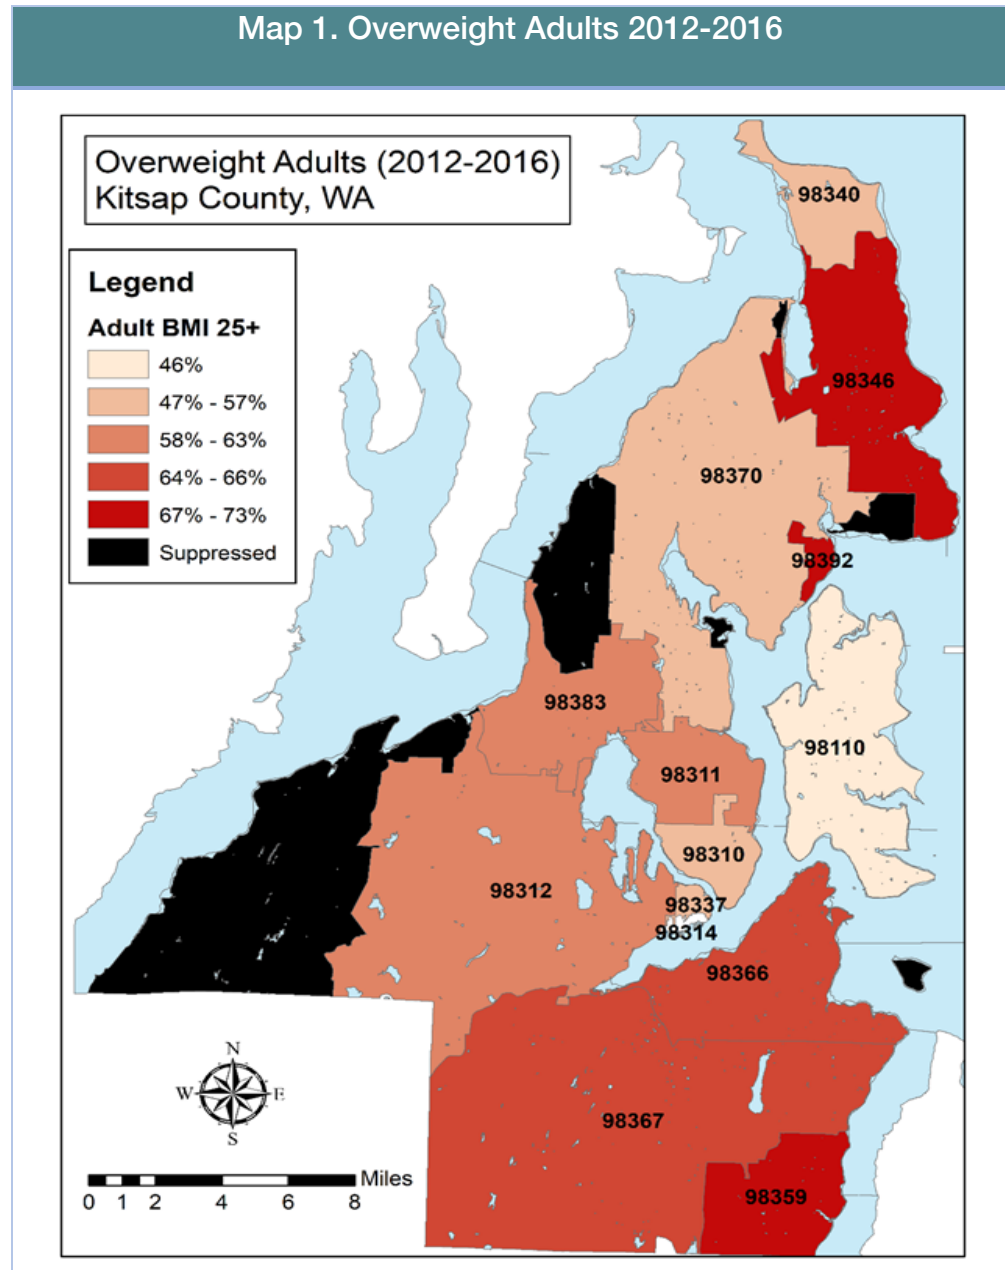 Map 1. Overweight Adults 2012-2016
Overweight Adults (2012-2016)
Kitsap County, WA
Legend
Adult BMI 25+
46%
47% - 57%
58% - 63%
64% - 66%
67% - 73%
Suppressed
98340
98346
98370
98392
98383
98110
98311
98310
98312
98337
98314
98366
98367
98359
N
W E
S
Miles
0 1 2 4 6 8